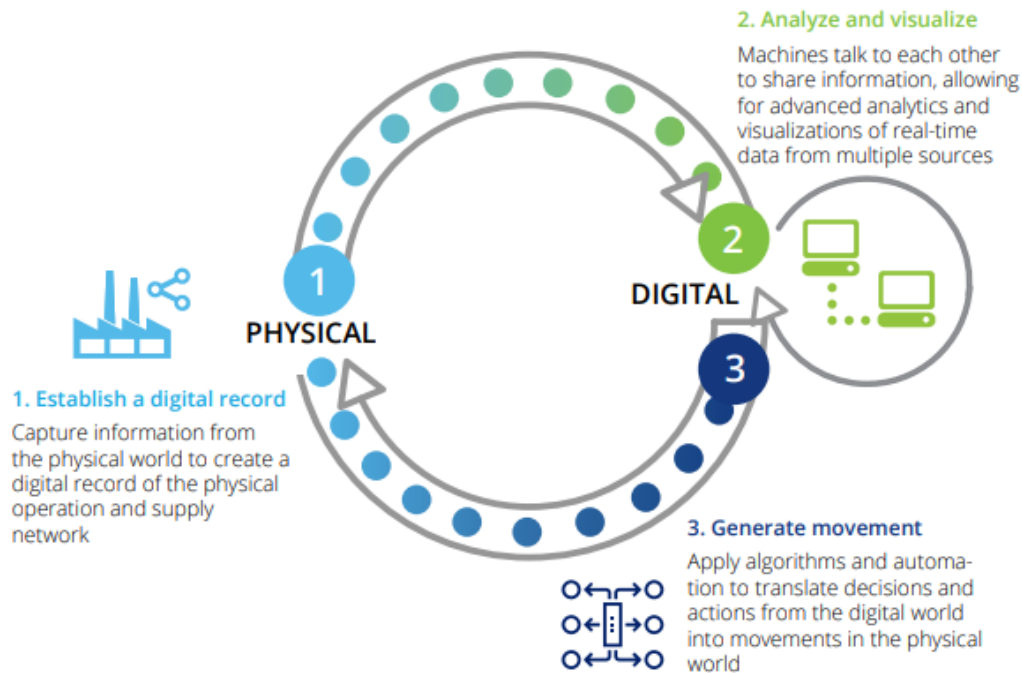 2. Analyze and visualize
Machines talk to each other
to share information, allowing
for advanced analytics and
visualizations of real-time
data from multiple sources
2
1
DIGITAL
PHYSICAL
3
1. Establish a digital record
Capture information from
the physical world to create a
digital record of the physical
operation and supply
network
3. Generate movement
Apply algorithms and automa-
tion to translate decisions and
actions from the digital world
into movements in the physical
world